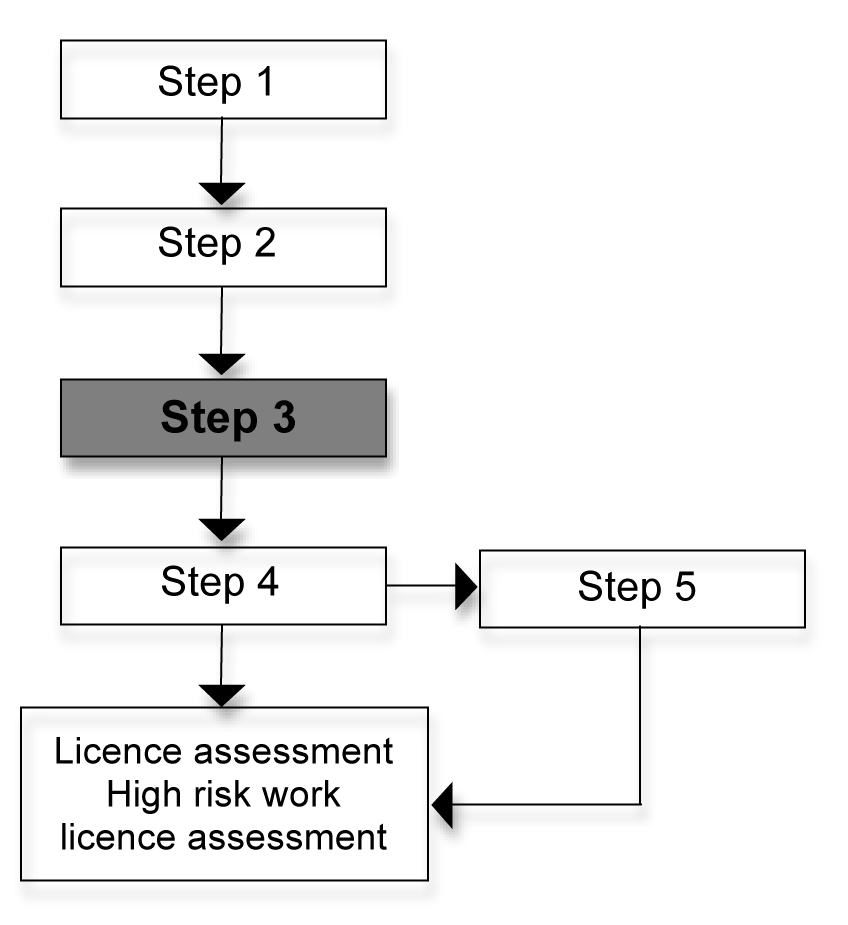 Step 1
Step 2
Step 3
Step 4
Step 5
Licence assessment
High risk work
licence assessment